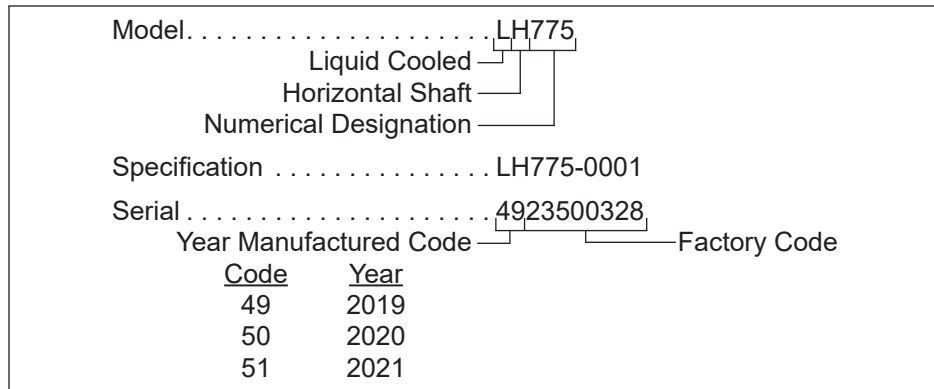 Model. . . . . . . . . . . . . . . . . . . . . LH775
Liquid Cooled
Horizontal Shaft
Numerical Designation
Specification . . . . . . . . . . . . . . . LH775-0001
Serial . . . . . . . . . . . . . . . . . . . . . 4923500328
Year Manufactured Code Factory Code
Code Year
49 2019
50 2020
51 2021